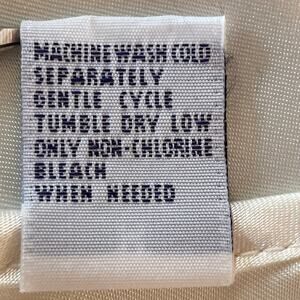 MACHINE WASH COLD
SEPARATELY
GENTLE CYCLE
TUMBLE DRY LOW
ONLY NON-CHLORINE
BLEACH
WHEN NEEDED